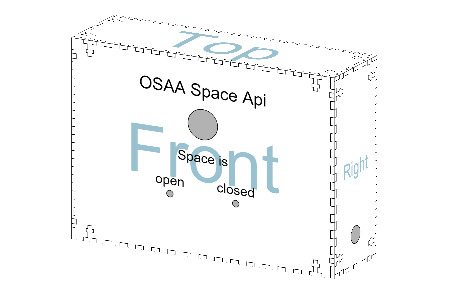 Top
OSAA Space Api
Front
Space is
open closed
Right